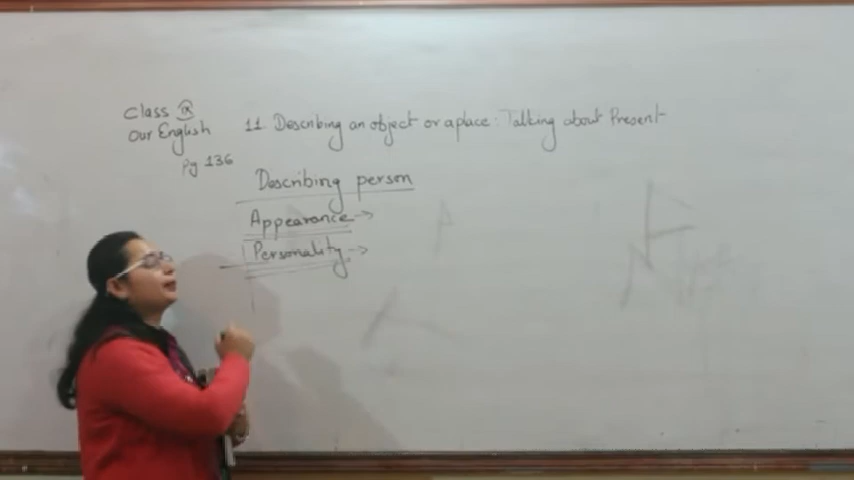 Class
Our English
Pg 136
11. Describing an object or a place: Talking about Present
Describing person
Appearance →
Personality →